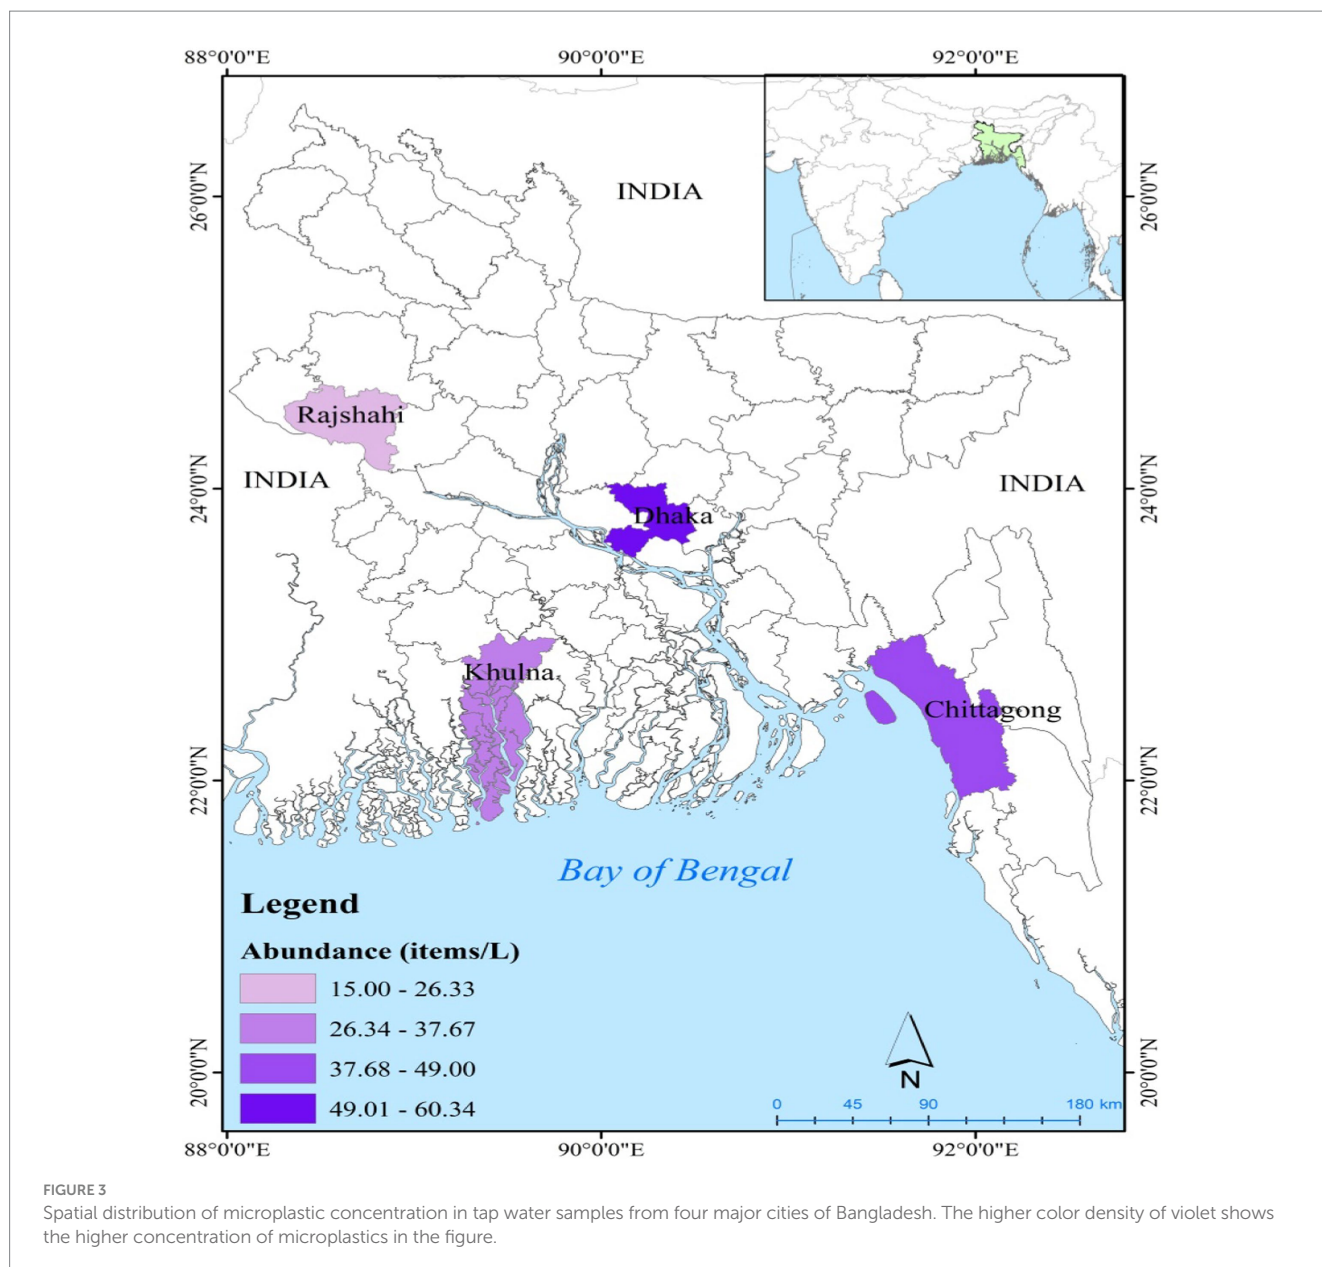 88°0'0"E 90°0'0"E 92°0'0"E
26°0'0"N
INDIA
26°0'0"N
Rajshahi
INDIA
INDIA
24°0'0"N
24°0'0"N
Dhaka
Khulna
Chittagong
22°0'0"N
22°0'0"N
Bay of Bengal
Legend
Abundance (items/L)
15.00 - 26.33
26.34 - 37.67
37.68 - 49.00
49.01 - 60.34
N
0 45 90 180 km
20°0'0"N
20°0'0"N
88°0'0"E 90°0'0"E 92°0'0"E
FIGURE 3
Spatial distribution of microplastic concentration in tap water samples from four major cities of Bangladesh. The higher color density of violet shows
the higher concentration of microplastics in the figure.